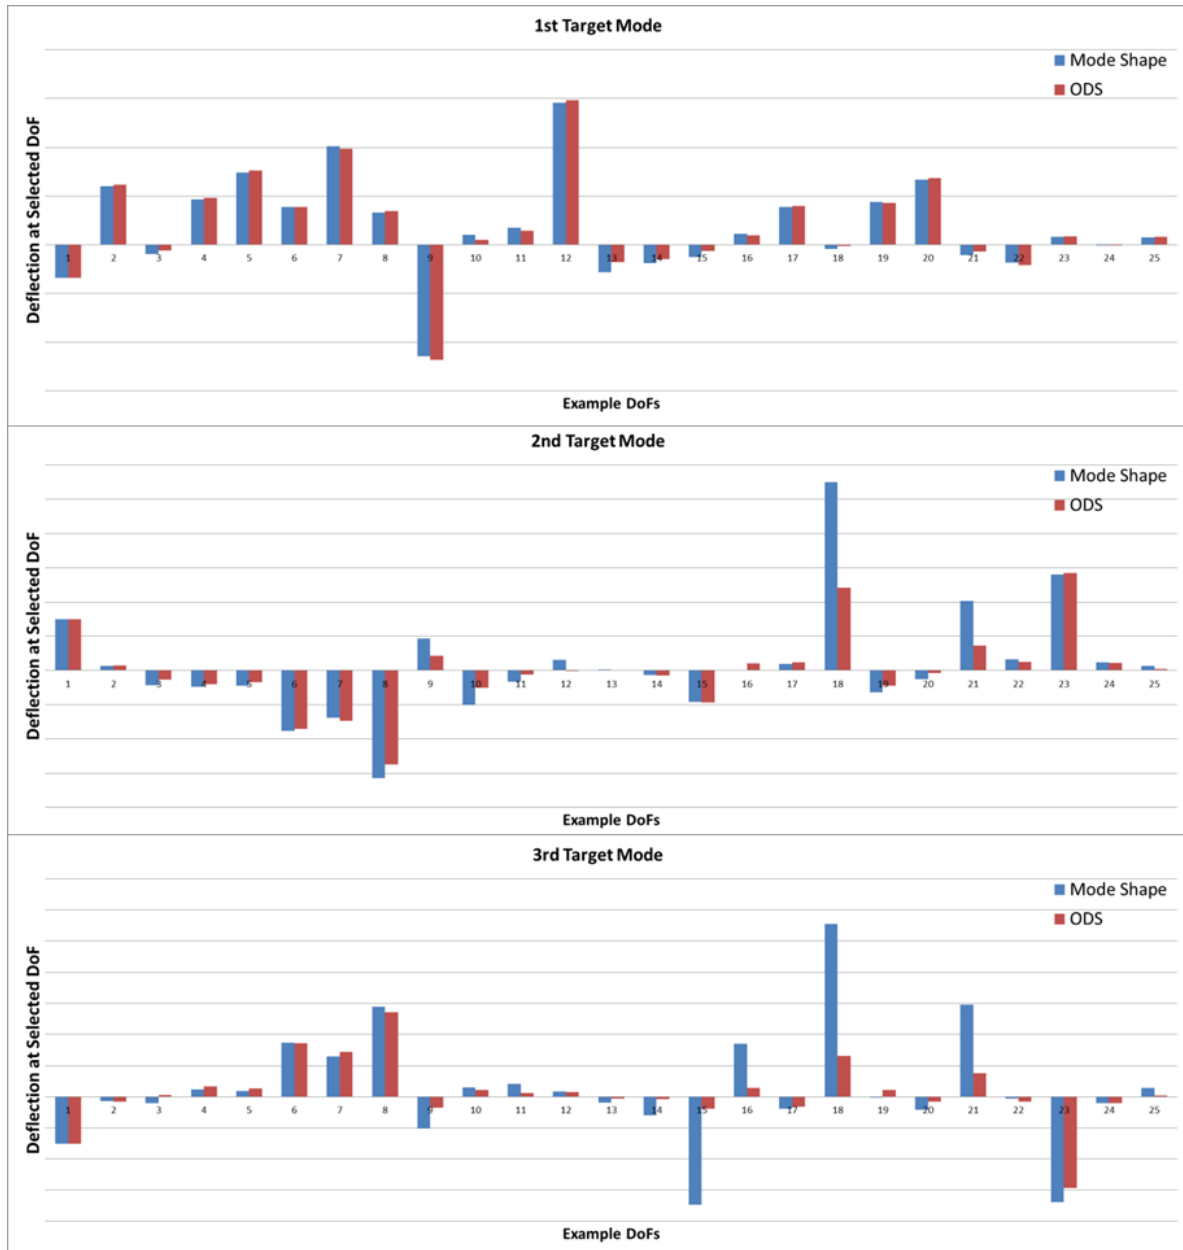 1st Target Mode
Mode Shape
ODS
Deflection at Selected DoF
1 2 3 4 5 6 7 8 9 10 11 12 13 14 15 16 17 18 19 20 21 22 23 24 25
Example DoFs
2nd Target Mode
Mode Shape
ODS
Deflection at Selected DoF
1 2 3 4 5 6 7 8 9 10 11 12 13 14 15 16 17 18 19 20 21 22 23 24 25
Example DoFs
3rd Target Mode
Mode Shape
ODS
Deflection at Selected DoF
1 2 3 4 5 6 7 8 9 10 11 12 13 14 15 16 17 18 19 20 21 22 23 24 25
Example DoFs